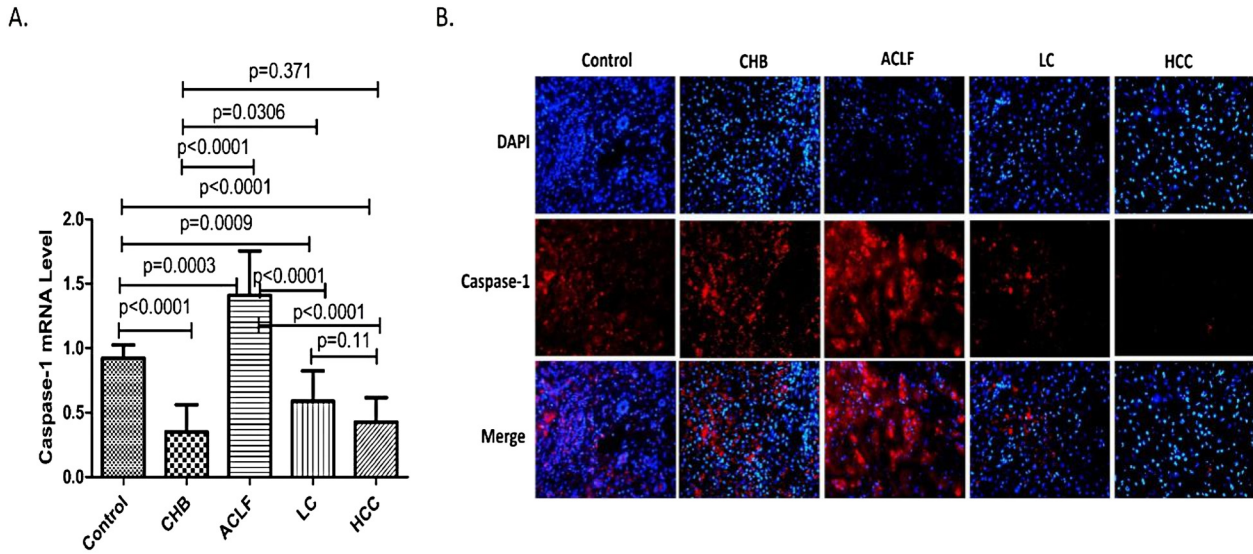 A.
p=0.371
p=0.0306
p<0.0001
p<0.0001
p=0.0009
p=0.0003
p<0.0001
p<0.0001
p<0.0001
p=0.11
Caspase-1 mRNA Level
2.0
1.5
1.0
0.5
0.0
Control
CHB
ACLF
LC
HCC
B.
Control CHB ACLF LC HCC
DAPI
Caspase-1
Merge